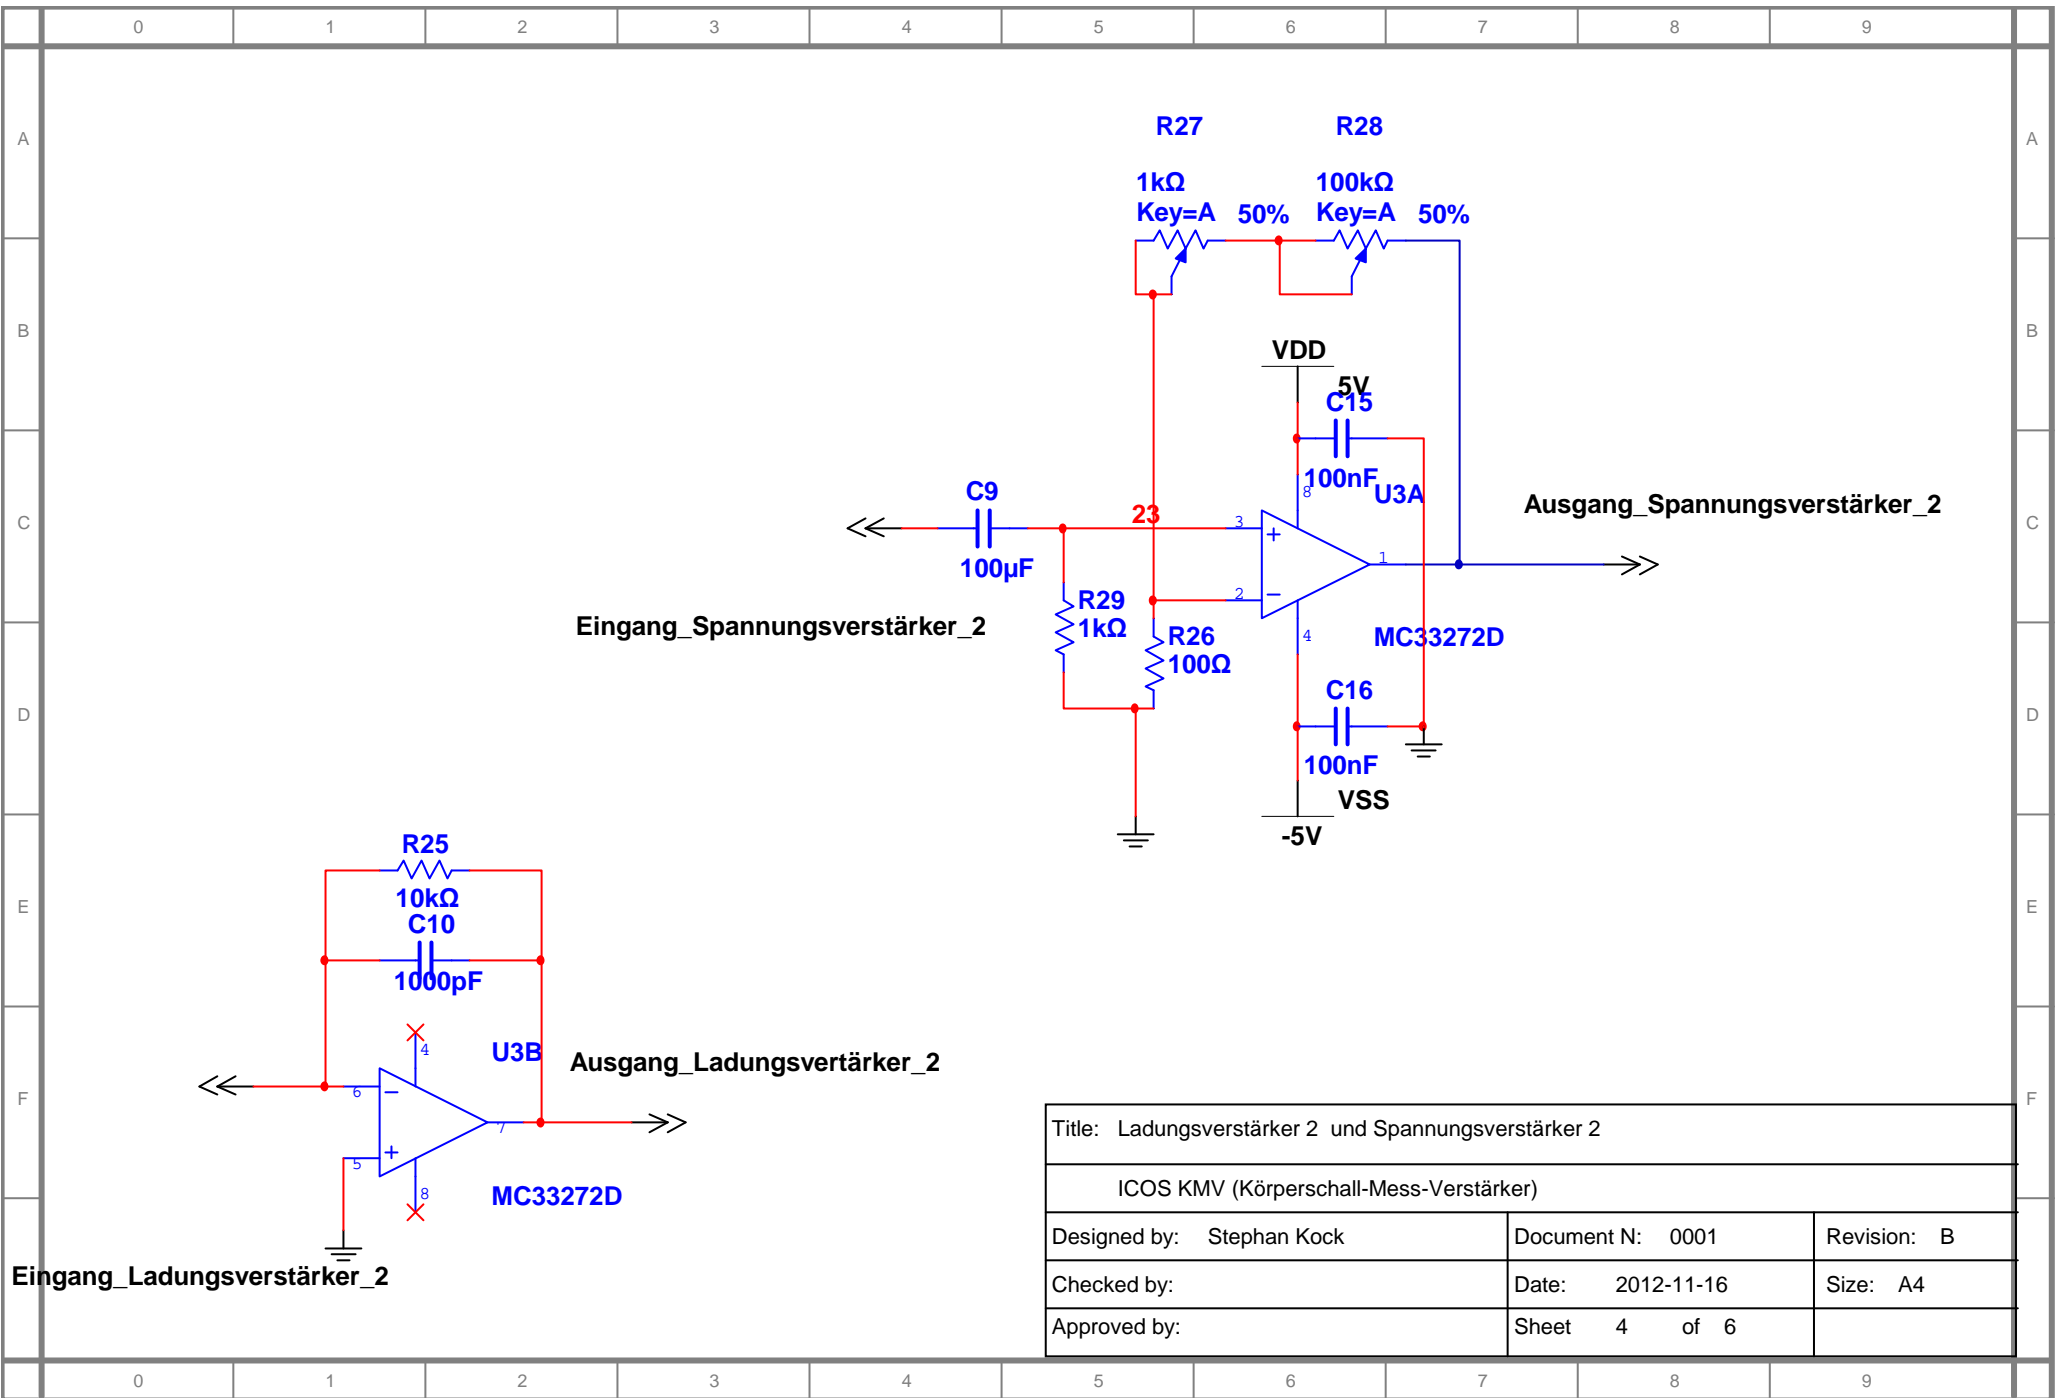 0 1 2 3 4 5 6 7 8 9
A A
R27 R28
1kΩ 100kΩ
Key=A 50% Key=A 50%
B B
VDD
5V
C15
100nF
8 U3A
C9
Ausgang_Spannungsverstärker_2
C C
23 3
+
100µF
1
2
−
R29
1kΩ
Eingang_Spannungsverstärker_2
R26
100Ω
4 MC33272D
C16
D D
100nF
VSS
-5V
R25
10kΩ
E E
C10
1000pF
4 U3B
Ausgang_Ladungsvertärker_2
6
−
F F
7
+
5
8 MC33272D
Eingang_Ladungsverstärker_2
Title: Ladungsverstärker 2 und Spannungsverstärker 2
ICOS KMV (Körperschall-Mess-Verstärker)
Designed by: Stephan Kock Document N: 0001 Revision: B
Checked by: Date: 2012-11-16 Size: A4
Approved by: Sheet 4 of 6
0 1 2 3 4 5 6 7 8 9